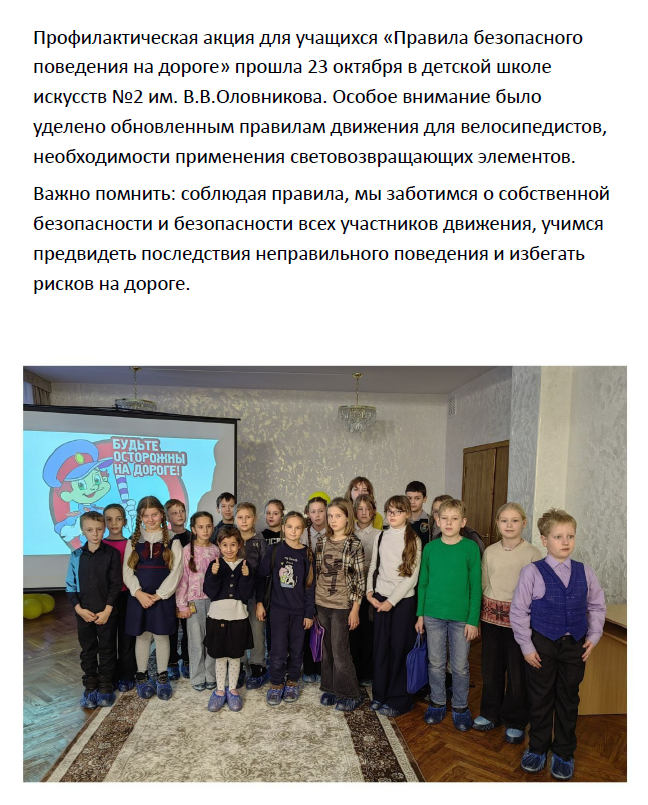 Профилактическая акция для учащихся «Правила безопасного
поведения на дороге» прошла 23 октября в детской школе
искусств №2 им. В.В.Оловникова. Особое внимание было
уделено обновленным правилам движения для велосипедистов,
необходимости применения световозвращающих элементов.
Важно помнить: соблюдая правила, мы заботимся о собственной
безопасности и безопасности всех участников движения, учимся
предвидеть последствия неправильного поведения и избегать
рисков на дороге.
БУДЬТЕ
ОСТОРОЖНЫ
НА ДОРОГЕ!